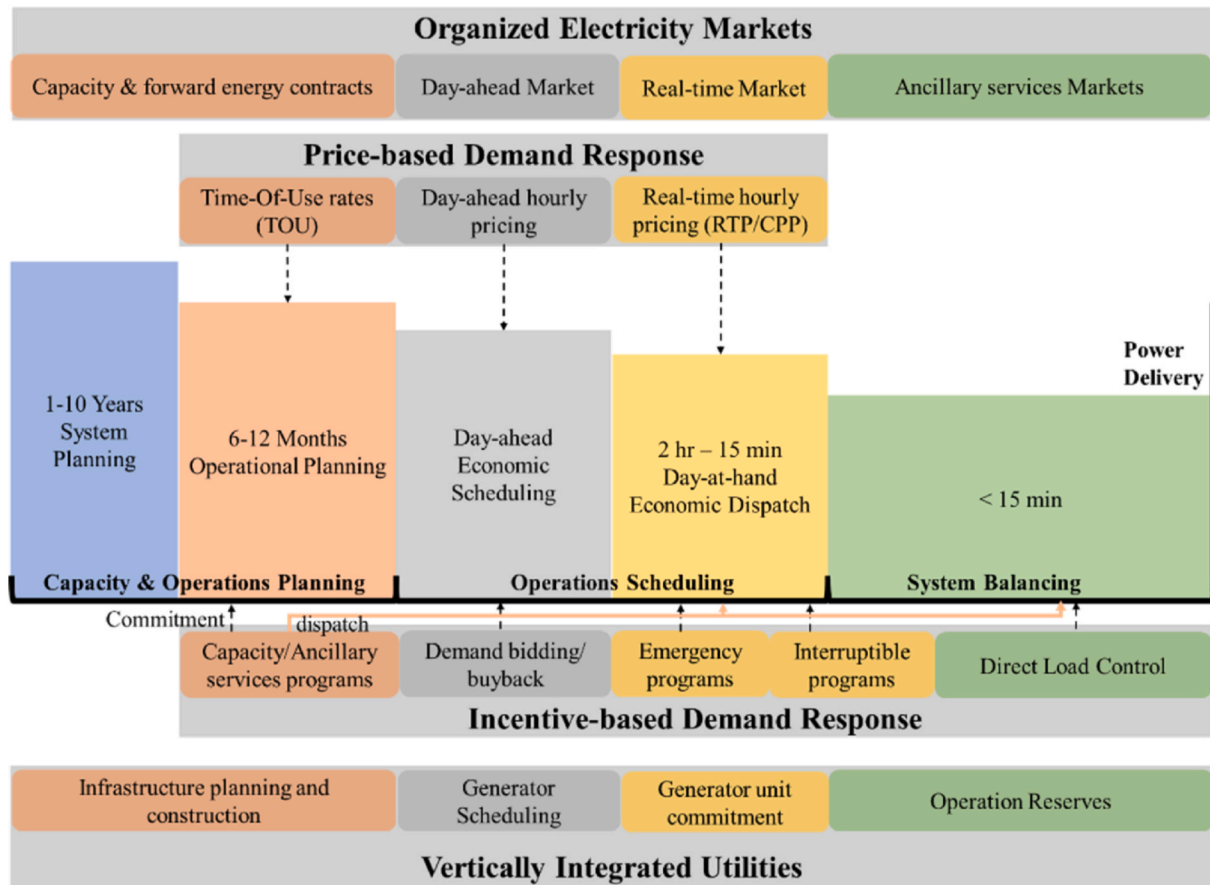 Organized Electricity Markets
Capacity & forward energy contracts
Day-ahead Market
Real-time Market
Ancillary services Markets
Price-based Demand Response
Time-Of-Use rates
(TOU)
Day-ahead hourly
pricing
Real-time hourly
pricing (RTP/CPP)
1-10 Years
System
Planning
6-12 Months
Operational Planning
Day-ahead
Economic
Scheduling
2 hr – 15 min
Day-at-hand
Economic Dispatch
< 15 min
Power
Delivery
Capacity & Operations Planning
Operations Scheduling
System Balancing
Commitment
dispatch
Capacity/Ancillary
services programs
Demand bidding/
buyback
Emergency
programs
Interruptible
programs
Direct Load Control
Incentive-based Demand Response
Infrastructure planning and
construction
Generator
Scheduling
Generator unit
commitment
Operation Reserves
Vertically Integrated Utilities